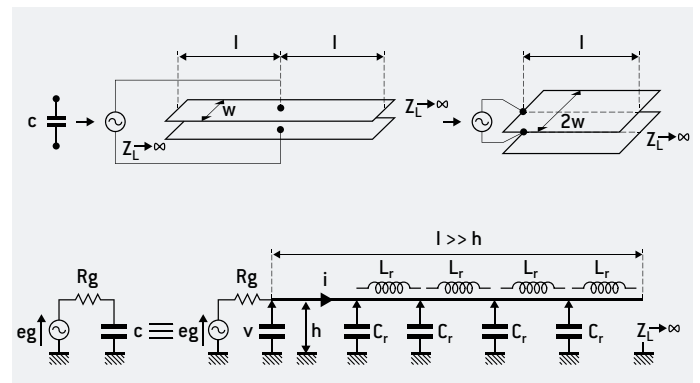 l l l
c w Z_L→∞ 2w
Z_L→∞ Z_L→∞
l >> h
Rg Rg i L_r L_r L_r L_r
eg c eg v h C_r C_r C_r C_r Z_L→∞